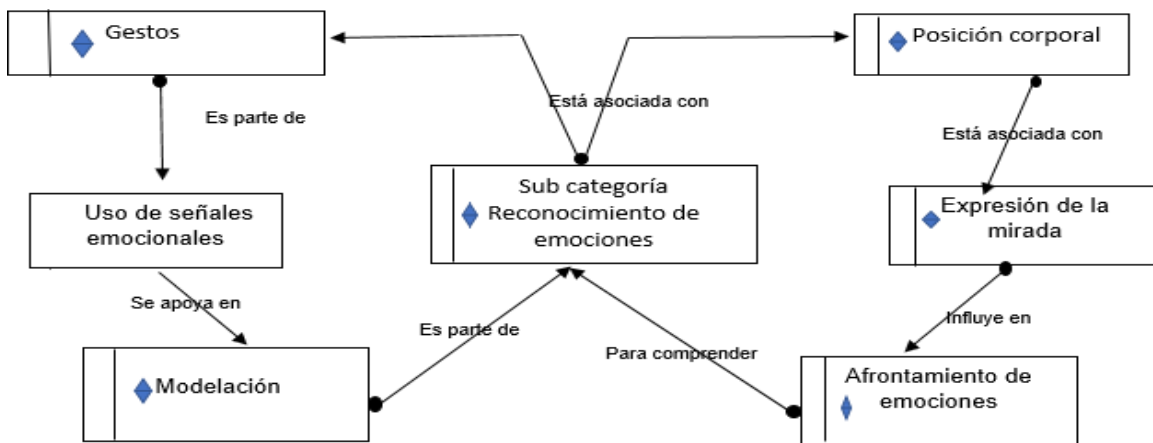 Gestos
Posición corporal
Está asociada con
Es parte de
Está asociada con
Sub categoría
Reconocimiento de
emociones
Uso de señales
emocionales
Expresión de la
mirada
Se apoya en
Es parte de
Influye en
Para comprender
Modelación
Afrontamiento de
emociones